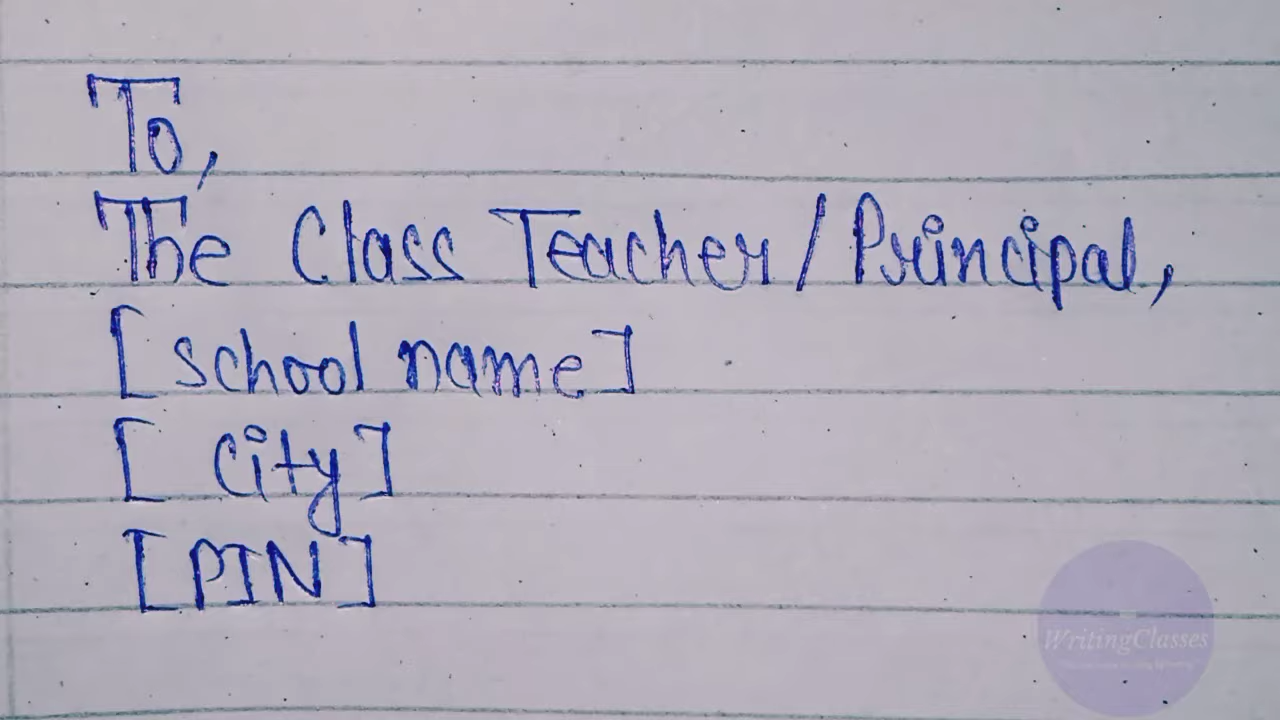 To,
The Class Teacher/Principal,
[school name]
[City]
[PIN]
WritingClasses